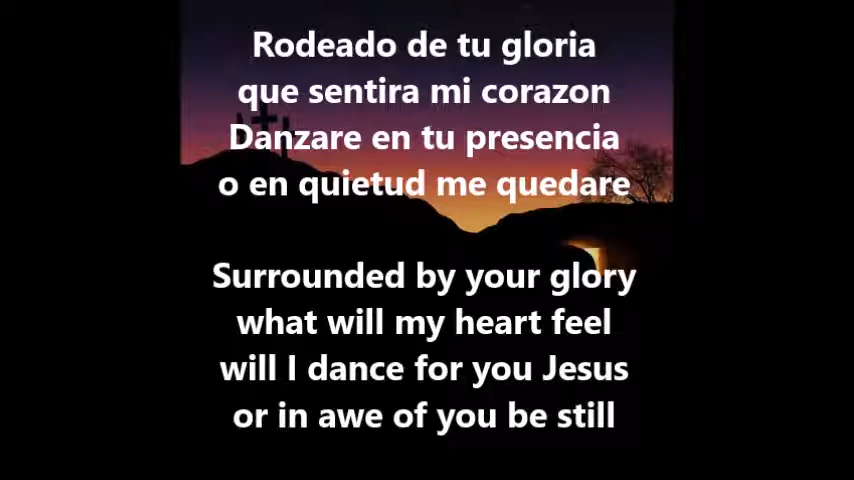 Rodeado de tu gloria
que sentira mi corazon
Danzare en tu presencia
o en quietud me quedare
Surrounded by your glory
what will my heart feel
will I dance for you Jesus
or in awe of you be still